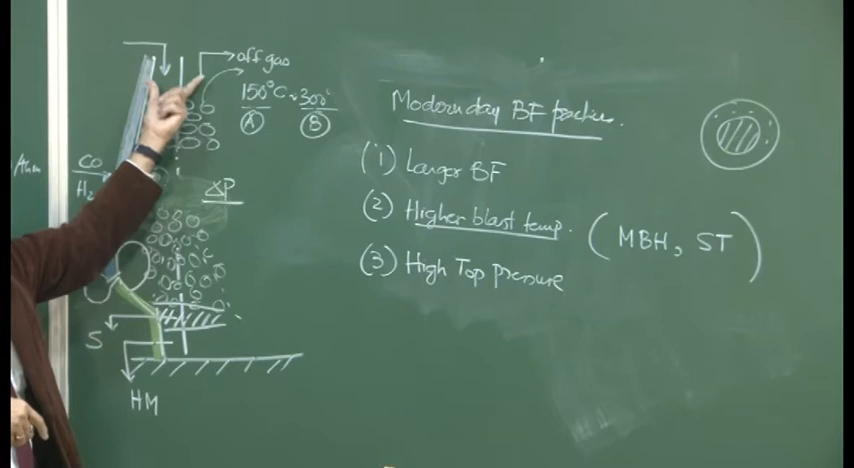 off gas
150°C ~ 300°
A B
Atm
CO
H2
ΔP
S
HM
Modern day BF practice.
(1) Larger BF
(2) Higher blast temp. (MBH, ST)
(3) High Top pressure